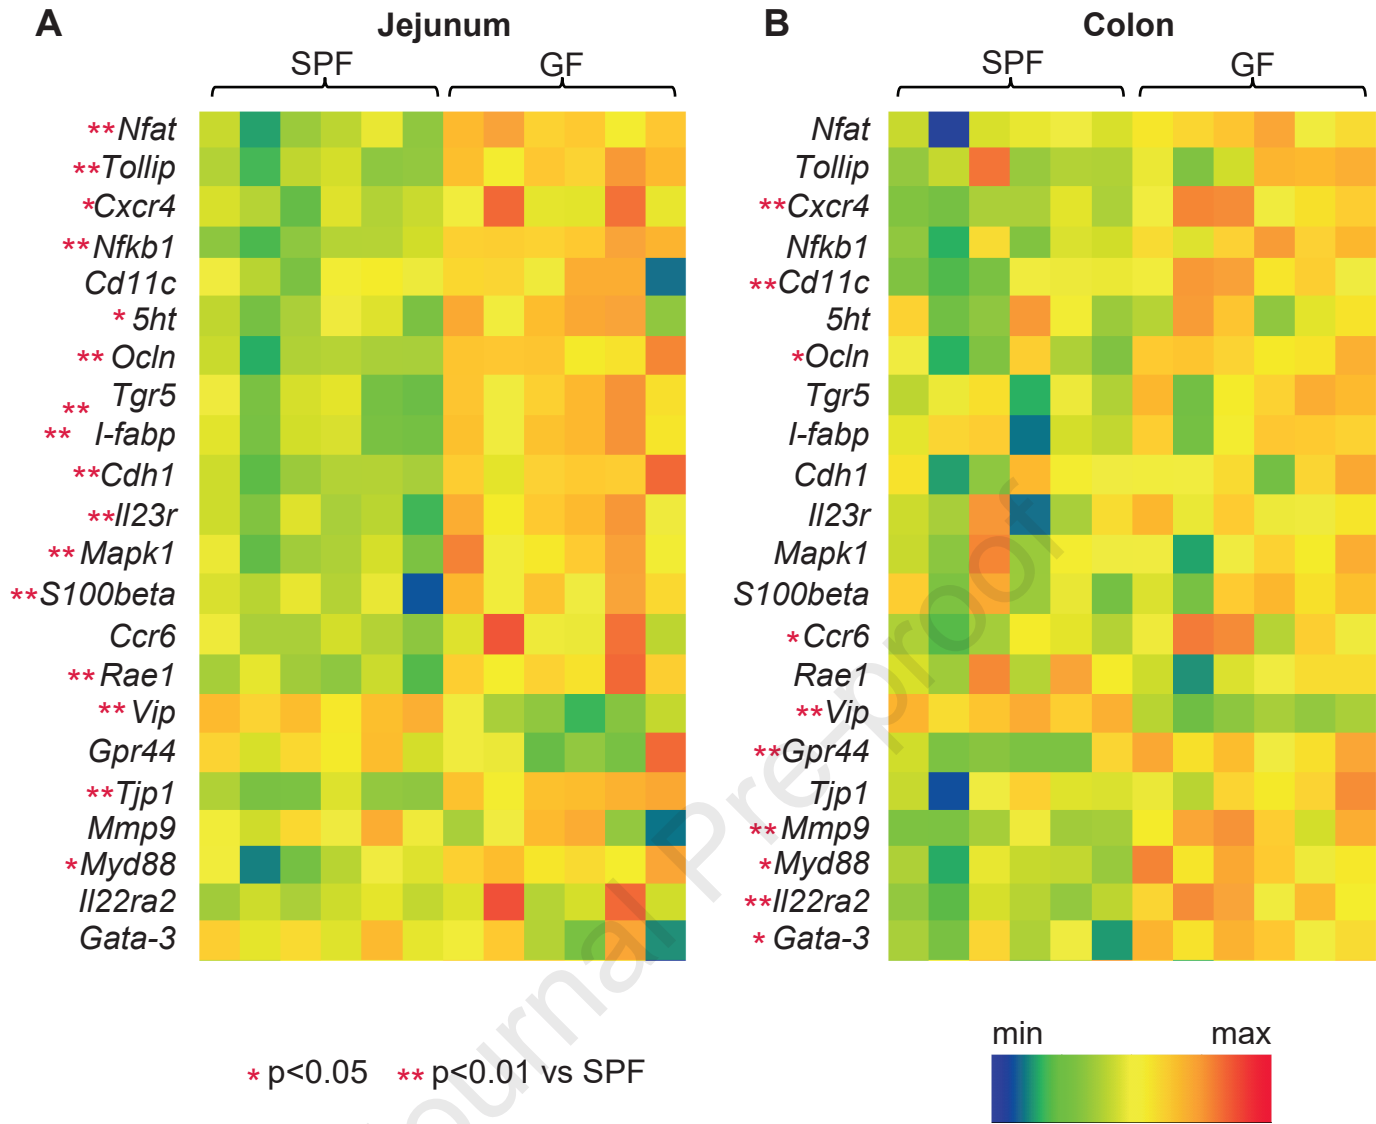 A Jejunum
SPF GF
**Nfat
**Tollip
*Cxcr4
**Nfkb1
Cd11c
* 5ht
** Ocln
** Tgr5
** I-fabp
**Cdh1
**Il23r
**Mapk1
**S100beta
Ccr6
**Rae1
**Vip
Gpr44
**Tjp1
Mmp9
*Myd88
Il22ra2
Gata-3
B Colon
SPF GF
Nfat
Tollip
**Cxcr4
Nfkb1
**Cd11c
5ht
*Ocln
Tgr5
I-fabp
Cdh1
Il23r
Mapk1
S100beta
*Ccr6
Rae1
**Vip
**Gpr44
Tjp1
**Mmp9
*Myd88
**Il22ra2
* Gata-3
* p<0.05 ** p<0.01 vs SPF
min max
Journal Pre-proof